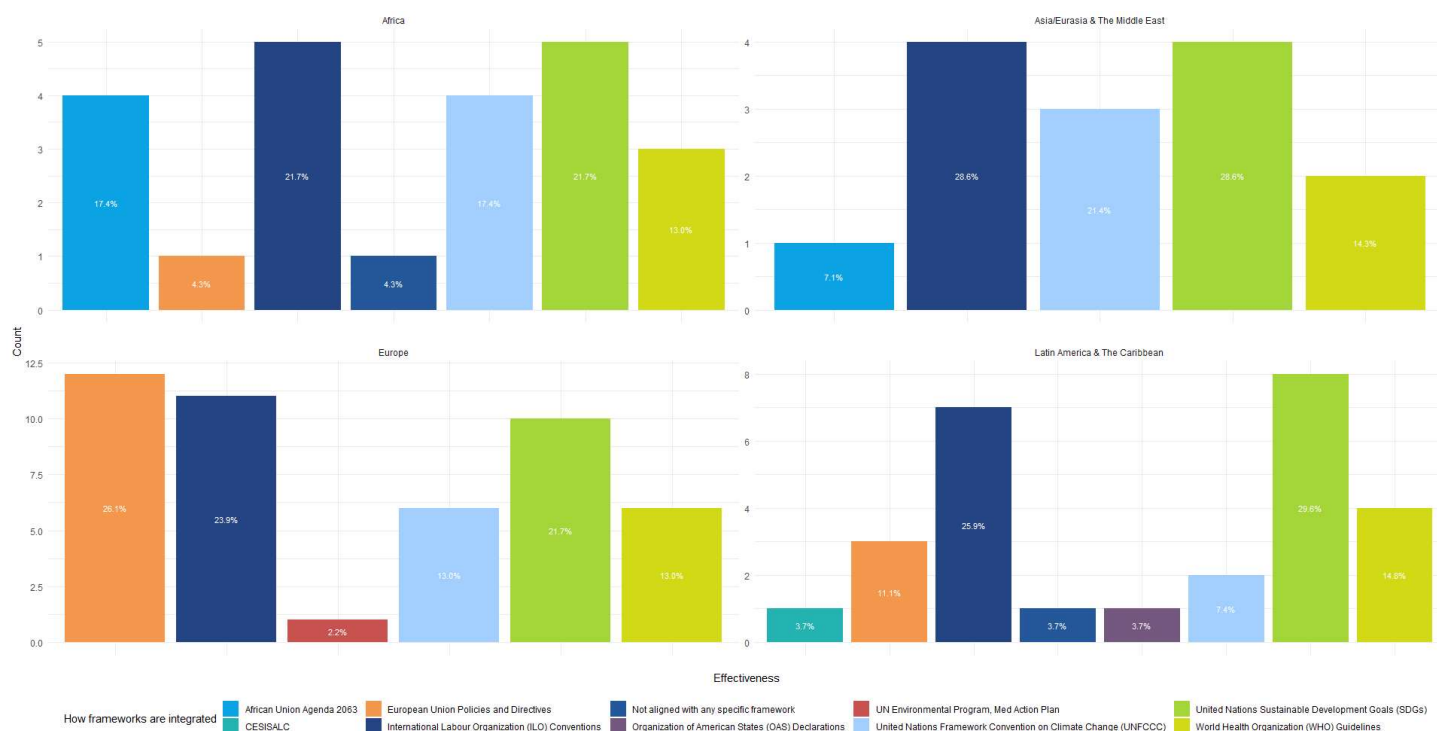 Africa
Asia/Eurasia & The Middle East
5
4
3
2
1
0
17.4%
4.3%
21.7%
4.3%
17.4%
21.7%
13.0%
4
3
2
1
0
7.1%
28.6%
21.4%
28.6%
14.3%
Count
Europe
Latin America & The Caribbean
12.5
10.0
7.5
5.0
2.5
0.0
26.1%
23.9%
2.2%
13.0%
21.7%
13.0%
8
6
4
2
0
3.7%
11.1%
25.9%
3.7%
3.7%
7.4%
29.6%
14.8%
Effectiveness
How frameworks are integrated
African Union Agenda 2063
European Union Policies and Directives
Not aligned with any specific framework
UN Environmental Program, Med Action Plan
United Nations Sustainable Development Goals (SDGs)
CESISALC
International Labour Organization (ILO) Conventions
Organization of American States (OAS) Declarations
United Nations Framework Convention on Climate Change (UNFCCC)
World Health Organization (WHO) Guidelines